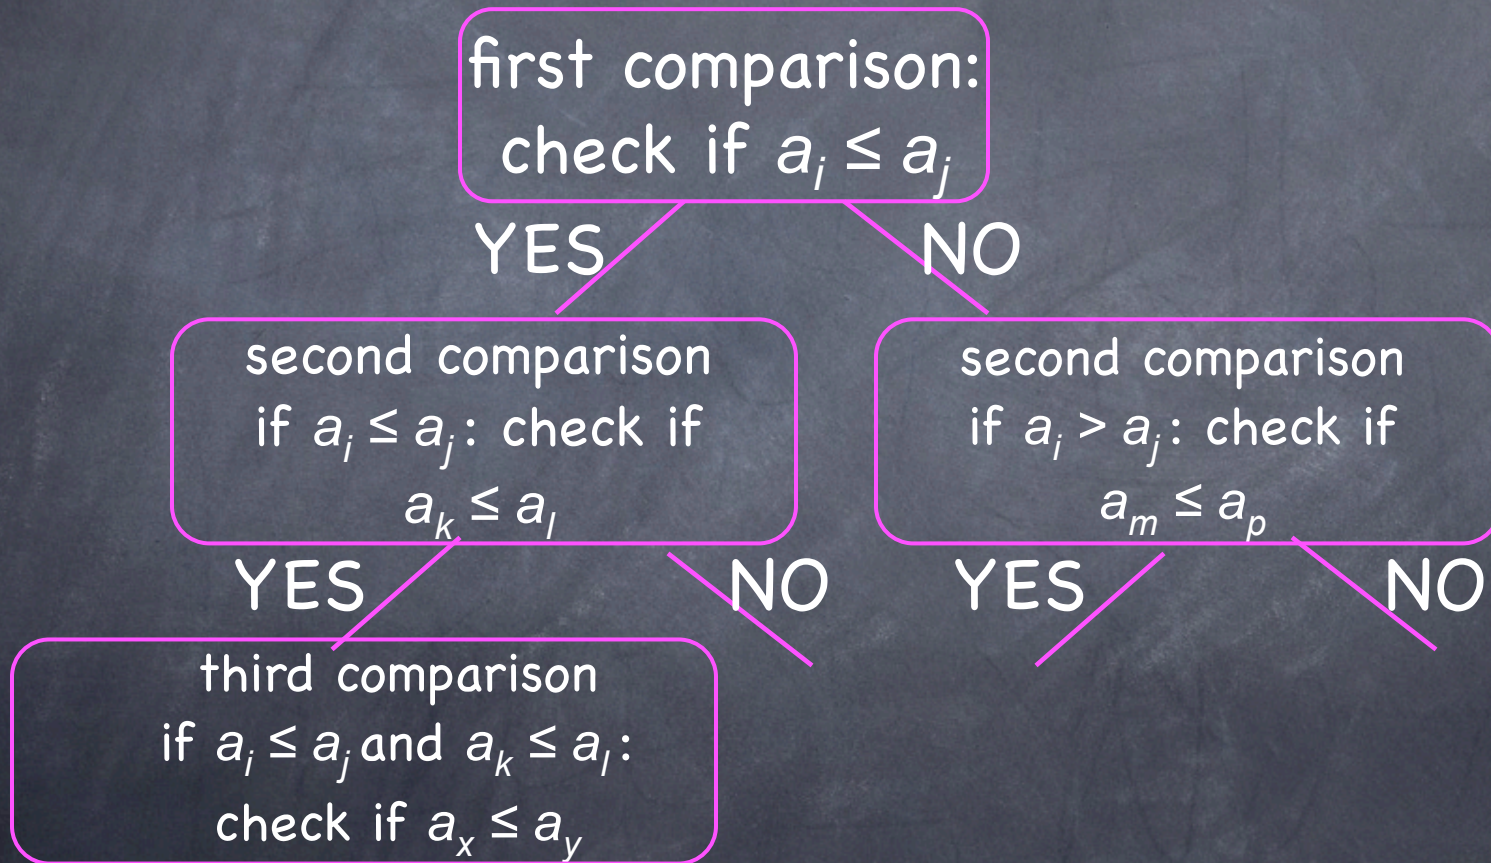 first comparison:
check if a_i ≤ a_j
YES
NO
second comparison
if a_i ≤ a_j : check if
a_k ≤ a_l
second comparison
if a_i > a_j : check if
a_m ≤ a_p
YES
NO
YES
NO
third comparison
if a_i ≤ a_j and a_k ≤ a_l :
check if a_x ≤ a_y